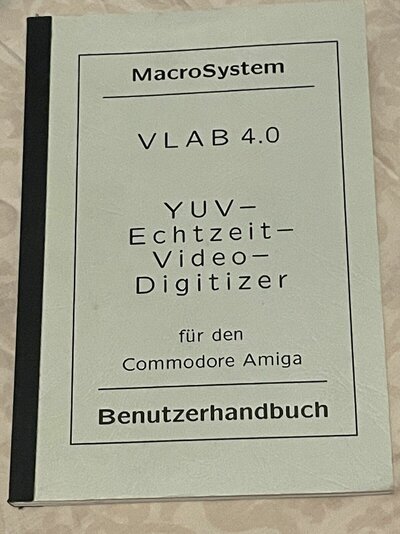 MacroSystem
VLAB 4.0
YUV–
Echtzeit–
Video–
Digitizer
für den
Commodore Amiga
Benutzerhandbuch